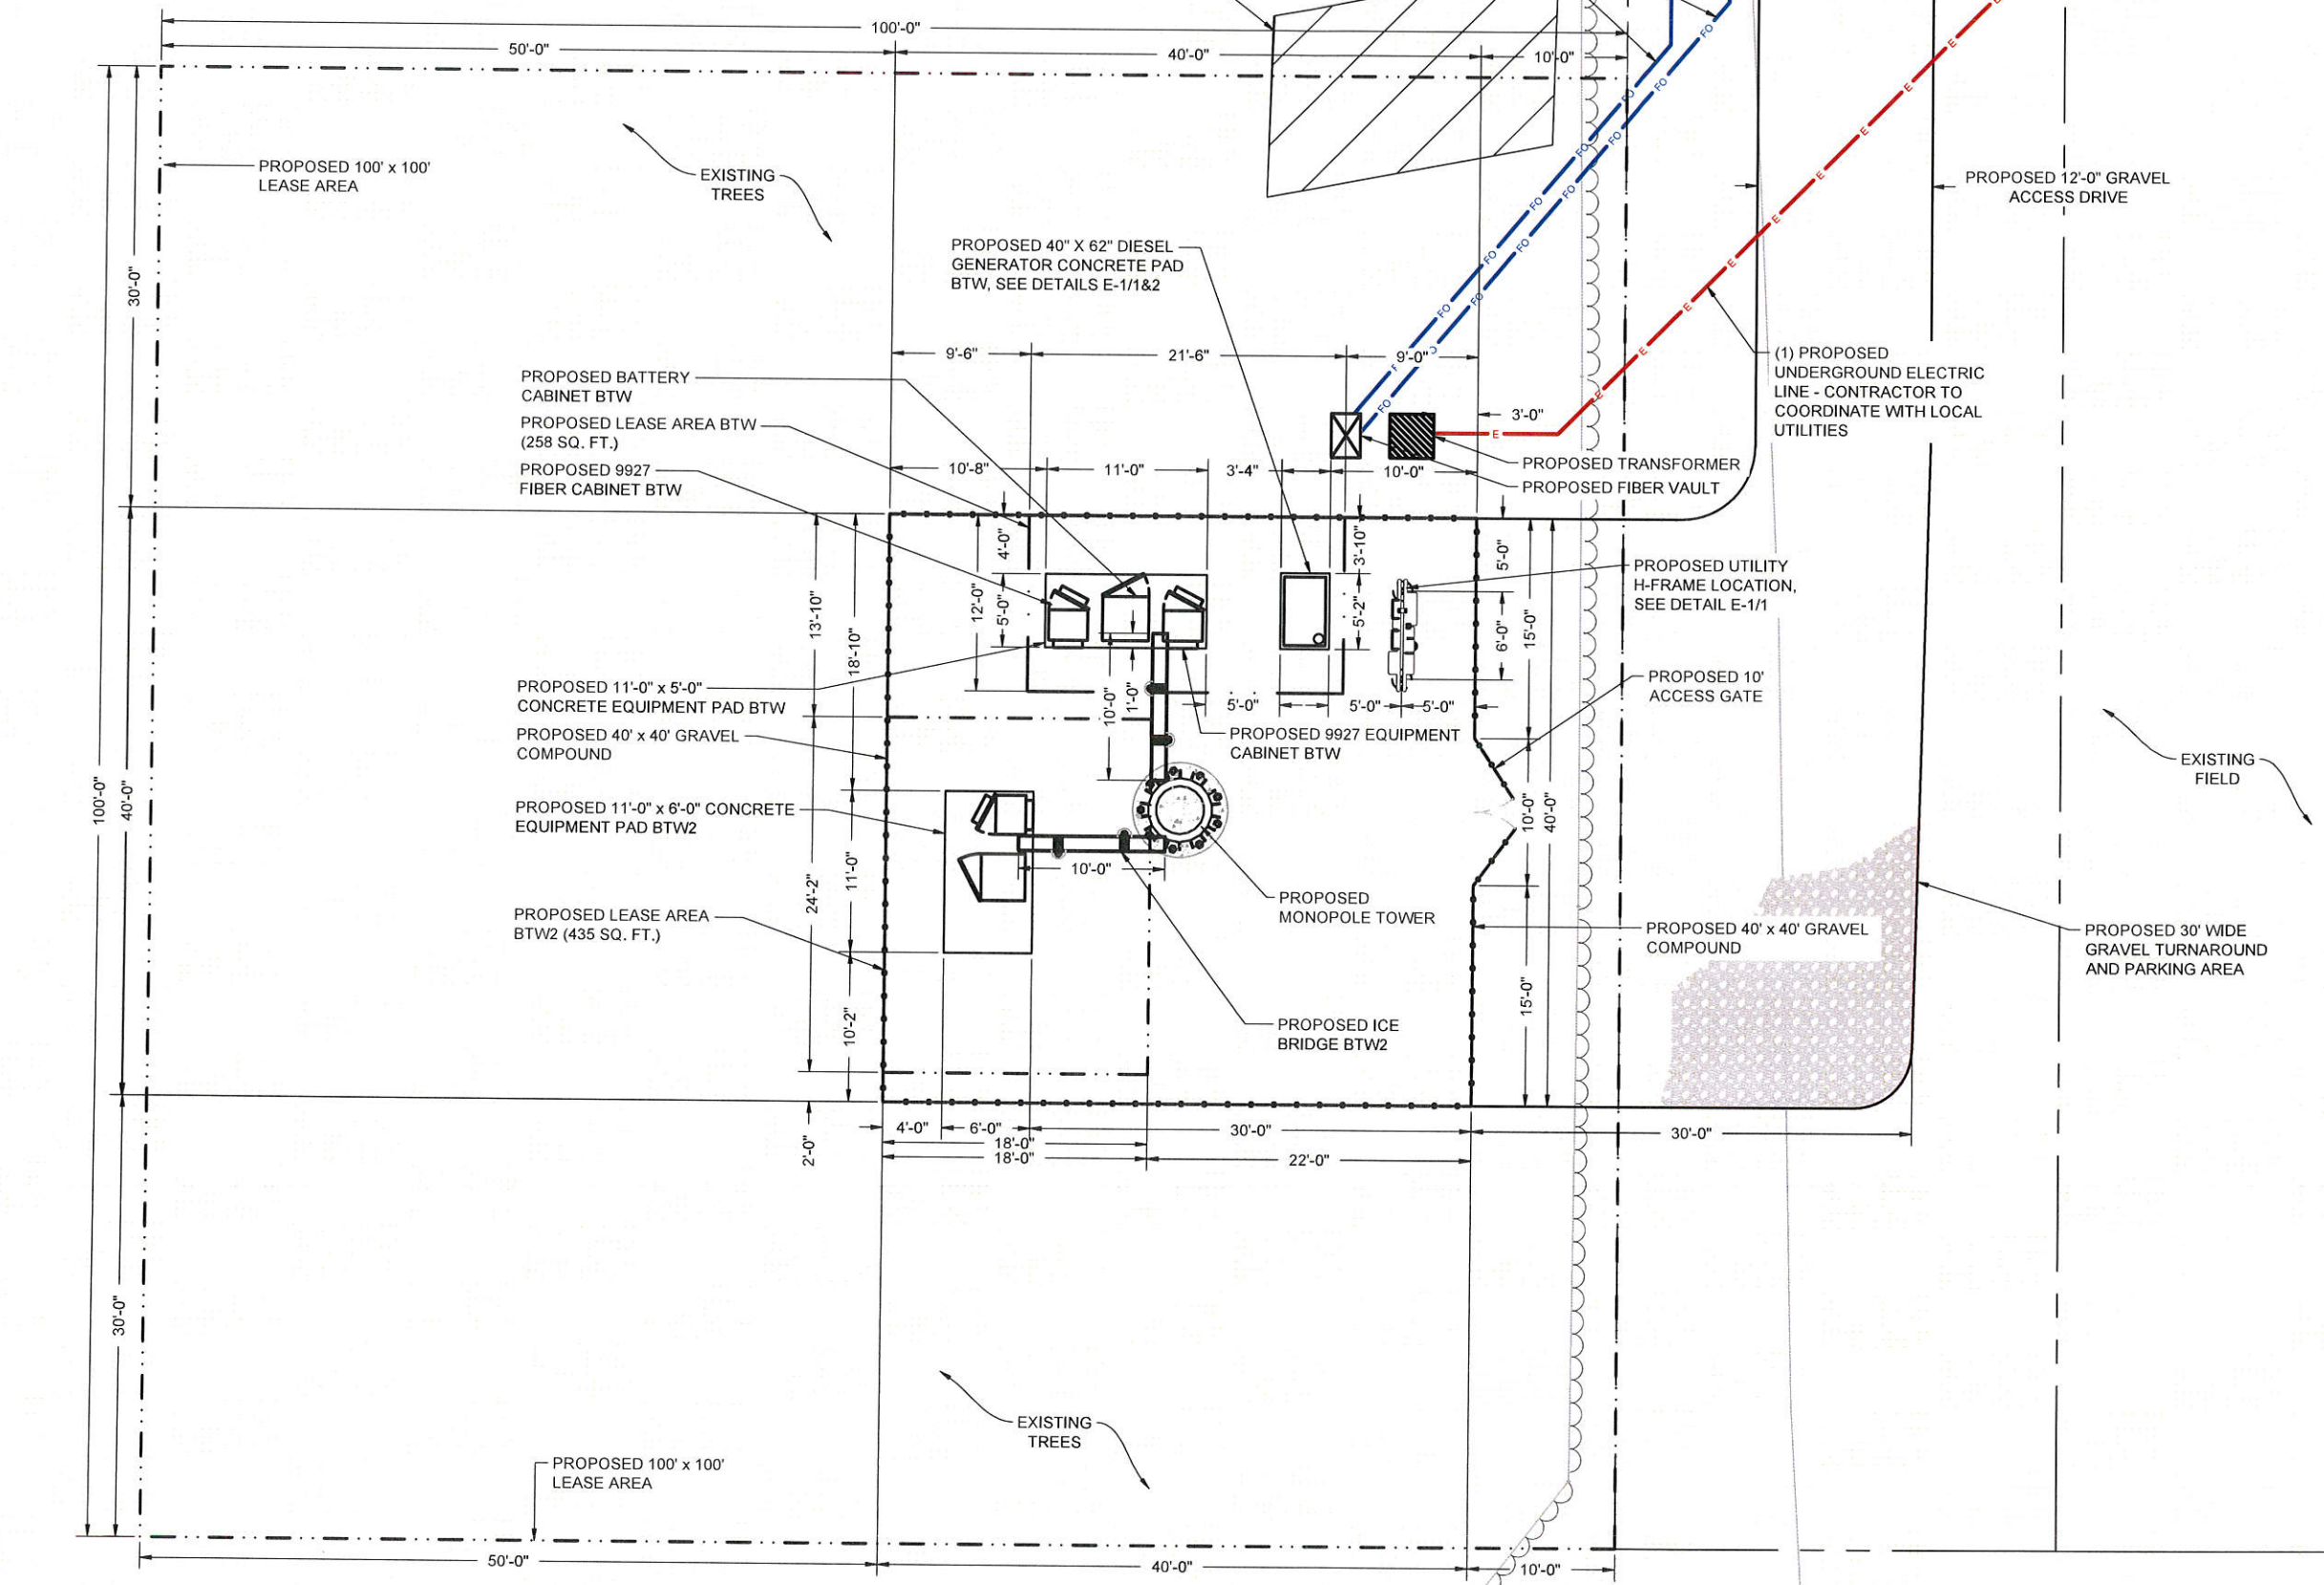 100'-0"
50'-0"
40'-0"
10'-0"
PROPOSED 100' x 100'
LEASE AREA
EXISTING
TREES
PROPOSED 12'-0" GRAVEL
ACCESS DRIVE
FO
FO
FO
FO
FO
FO
FO
FO
FO
FO
FO
FO
E
E
E
E
E
E
E
E
E
30'-0"
PROPOSED 40" X 62" DIESEL
GENERATOR CONCRETE PAD
BTW, SEE DETAILS E-1/1&2
9'-6"
21'-6"
9'-0"
(1) PROPOSED
UNDERGROUND ELECTRIC
LINE - CONTRACTOR TO
COORDINATE WITH LOCAL
UTILITIES
PROPOSED BATTERY
CABINET BTW
PROPOSED LEASE AREA BTW
(258 SQ. FT.)
PROPOSED 9927
FIBER CABINET BTW
3'-0"
10'-8"
11'-0"
3'-4"
10'-0"
PROPOSED TRANSFORMER
PROPOSED FIBER VAULT
4'-0"
3'-10"
5'-0"
13'-10"
18'-10"
12'-0"
5'-0"
5'-2"
6'-0"
15'-0"
PROPOSED UTILITY
H-FRAME LOCATION,
SEE DETAIL E-1/1
PROPOSED 11'-0" x 5'-0"
CONCRETE EQUIPMENT PAD BTW
10'-0"
1'-0"
5'-0"
5'-0"
5'-0"
PROPOSED 10'
ACCESS GATE
PROPOSED 40' x 40' GRAVEL
COMPOUND
PROPOSED 9927 EQUIPMENT
CABINET BTW
EXISTING
FIELD
100'-0"
40'-0"
PROPOSED 11'-0" x 6'-0" CONCRETE
EQUIPMENT PAD BTW2
10'-0"
40'-0"
24'-2"
11'-0"
10'-0"
PROPOSED LEASE AREA
BTW2 (435 SQ. FT.)
PROPOSED
MONOPOLE TOWER
PROPOSED 40' x 40' GRAVEL
COMPOUND
PROPOSED 30' WIDE
GRAVEL TURNAROUND
AND PARKING AREA
10'-2"
15'-0"
PROPOSED ICE
BRIDGE BTW2
2'-0"
4'-0"
6'-0"
30'-0"
30'-0"
18'-0"
18'-0"
22'-0"
30'-0"
EXISTING
TREES
PROPOSED 100' x 100'
LEASE AREA
50'-0"
40'-0"
10'-0"